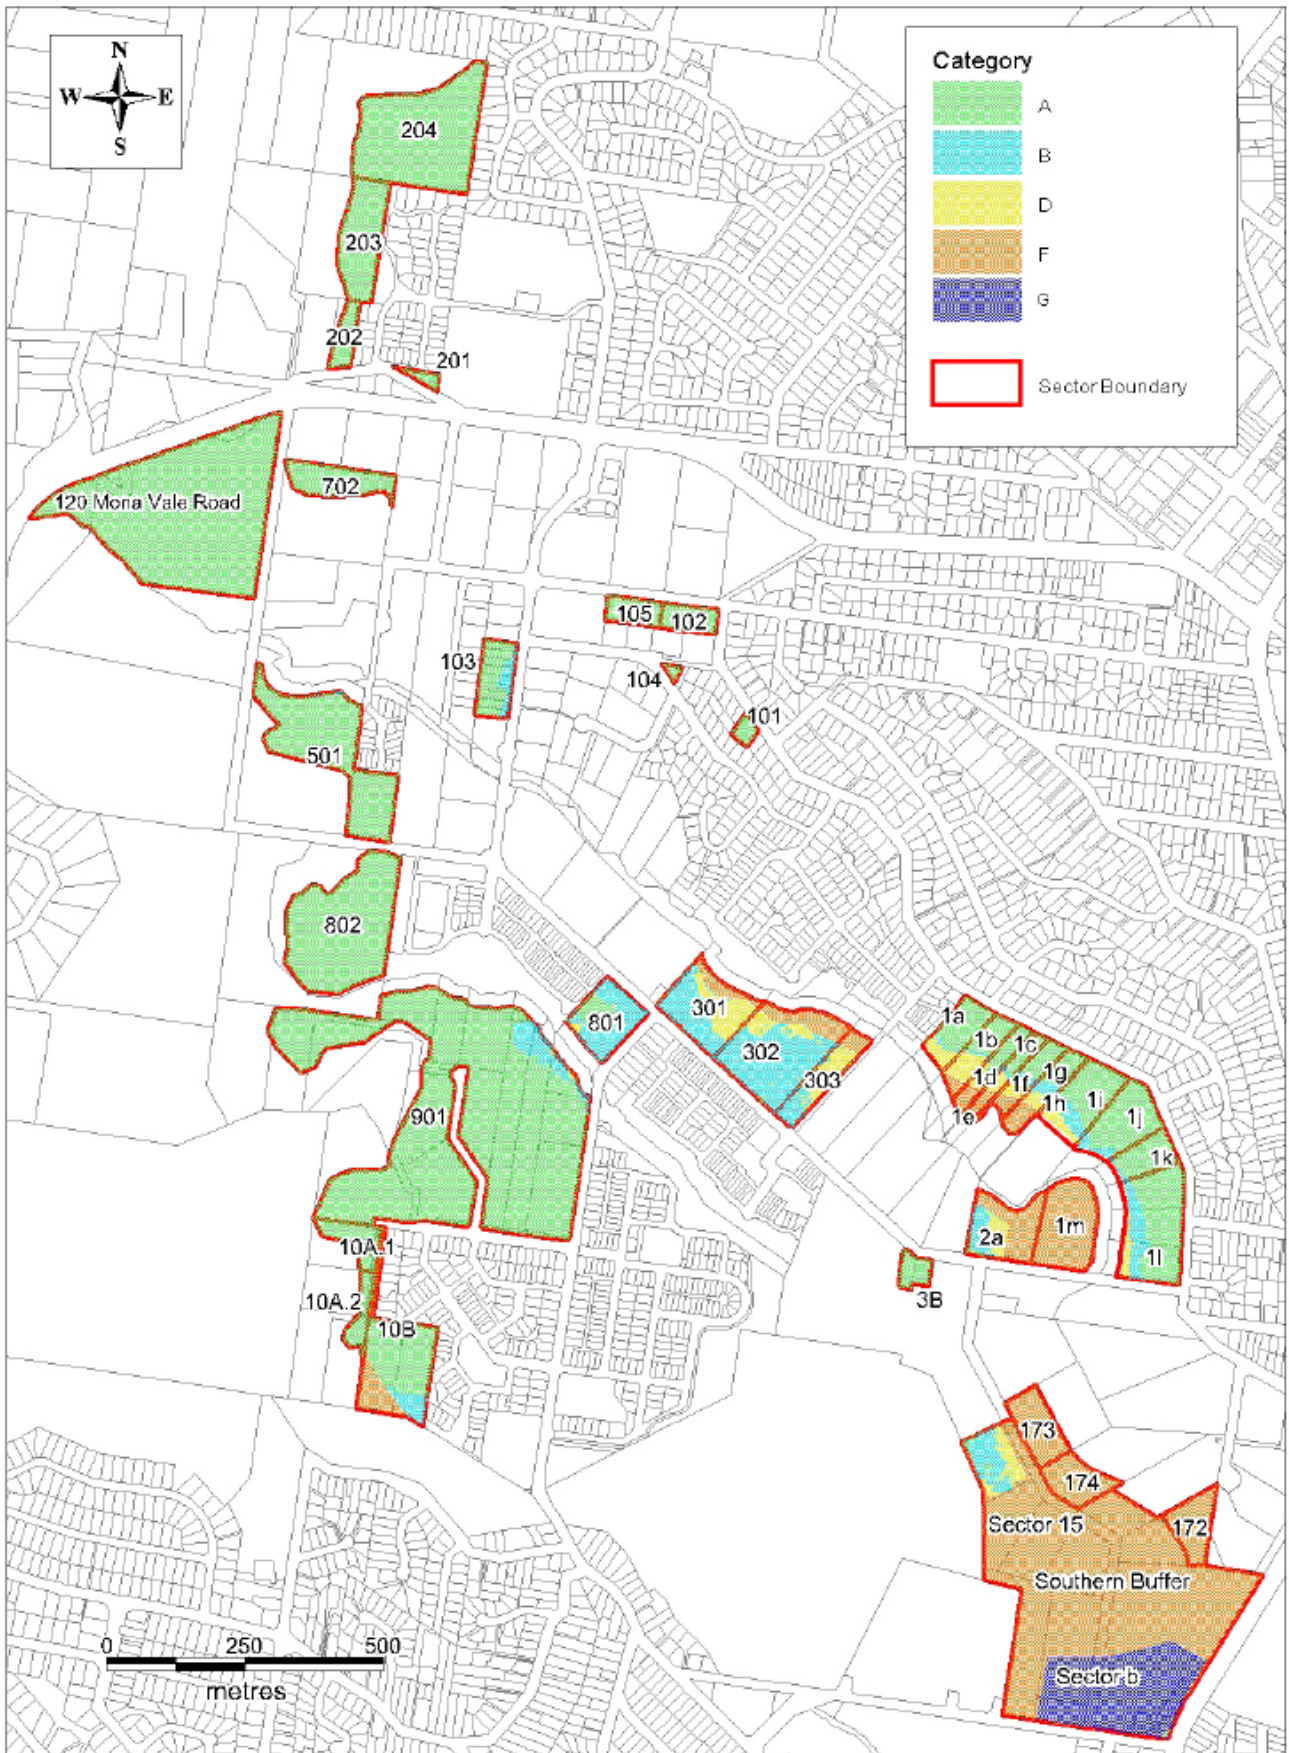 N
W E
S
Category
A
B
D
F
G
Sector Boundary
204
203
202
201
120 Mona Vale Road
702
105
102
103
104
101
501
802
801
301
302
303
901
1a
1b
1c
1d
1e
1f
1g
1h
1i
1j
1k
1l
1m
2a
3B
10A.1
10A.2
10B
173
174
172
Sector 15
Southern Buffer
Sector b
0 250 500
metres